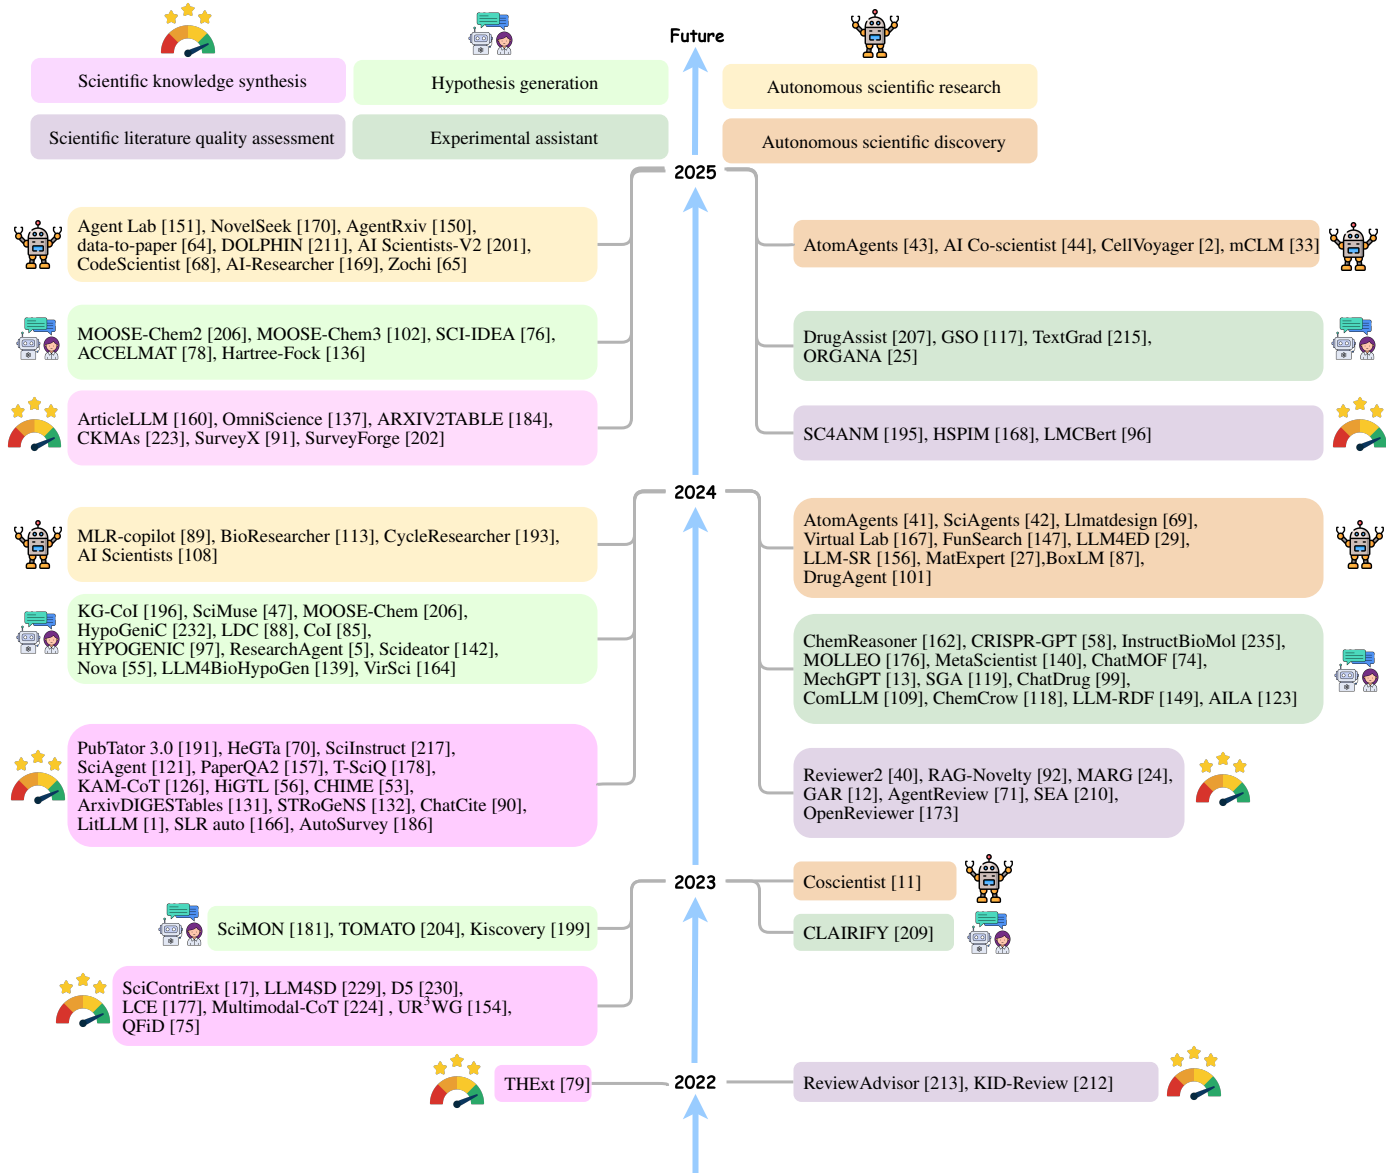 Future
Scientific knowledge synthesis
Hypothesis generation
Autonomous scientific research
Scientific literature quality assessment
Experimental assistant
Autonomous scientific discovery
2025
Agent Lab [151], NovelSeek [170], AgentRxiv [150],
data-to-paper [64], DOLPHIN [211], AI Scientists-V2 [201],
CodeScientist [68], AI-Researcher [169], Zochi [65]
AtomAgents [43], AI Co-scientist [44], CellVoyager [2], mCLM [33]
MOOSE-Chem2 [206], MOOSE-Chem3 [102], SCI-IDEA [76],
ACCELMAT [78], Hartree-Fock [136]
DrugAssist [207], GSO [117], TextGrad [215],
ORGANA [25]
ArticleLLM [160], OmniScience [137], ARXIV2TABLE [184],
CKMAs [223], SurveyX [91], SurveyForge [202]
SC4ANM [195], HSPIM [168], LMCBert [96]
2024
MLR-copilot [89], BioResearcher [113], CycleResearcher [193],
AI Scientists [108]
AtomAgents [41], SciAgents [42], Llmatdesign [69],
Virtual Lab [167], FunSearch [147], LLM4ED [29],
LLM-SR [156], MatExpert [27],BoxLM [87],
DrugAgent [101]
KG-CoI [196], SciMuse [47], MOOSE-Chem [206],
HypoGeniC [232], LDC [88], CoI [85],
HYPOGENIC [97], ResearchAgent [5], Scideator [142],
Nova [55], LLM4BioHypoGen [139], VirSci [164]
ChemReasoner [162], CRISPR-GPT [58], InstructBioMol [235],
MOLLEO [176], MetaScientist [140], ChatMOF [74],
MechGPT [13], SGA [119], ChatDrug [99],
ComLLM [109], ChemCrow [118], LLM-RDF [149], AILA [123]
PubTator 3.0 [191], HeGTa [70], SciInstruct [217],
SciAgent [121], PaperQA2 [157], T-SciQ [178],
KAM-CoT [126], HiGTL [56], CHIME [53],
ArxivDIGESTables [131], STRoGeNS [132], ChatCite [90],
LitLLM [1], SLR auto [166], AutoSurvey [186]
Reviewer2 [40], RAG-Novelty [92], MARG [24],
GAR [12], AgentReview [71], SEA [210],
OpenReviewer [173]
2023
Coscientist [11]
SciMON [181], TOMATO [204], Kiscovery [199]
CLAIRIFY [209]
SciContriExt [17], LLM4SD [229], D5 [230],
LCE [177], Multimodal-CoT [224] , UR³WG [154],
QFiD [75]
THExt [79]
2022
ReviewAdvisor [213], KID-Review [212]